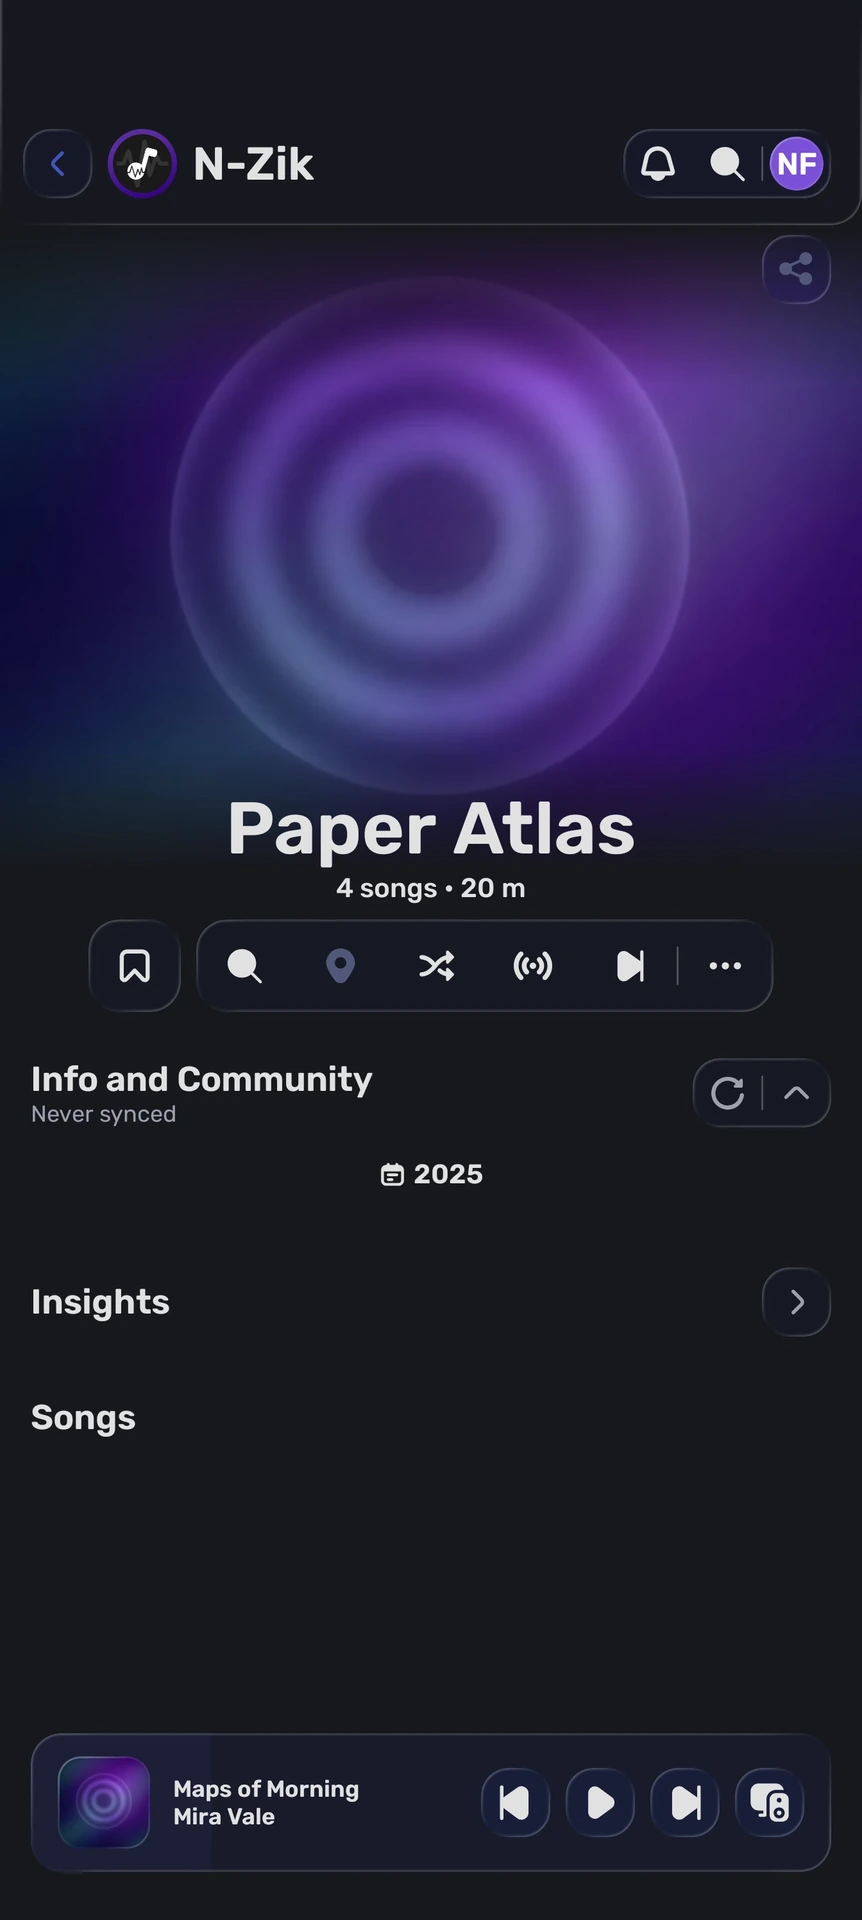 N-Zik
NF
Paper Atlas
4 songs • 20 m
Info and Community
Never synced
2025
Insights
Songs
Maps of Morning
Mira Vale